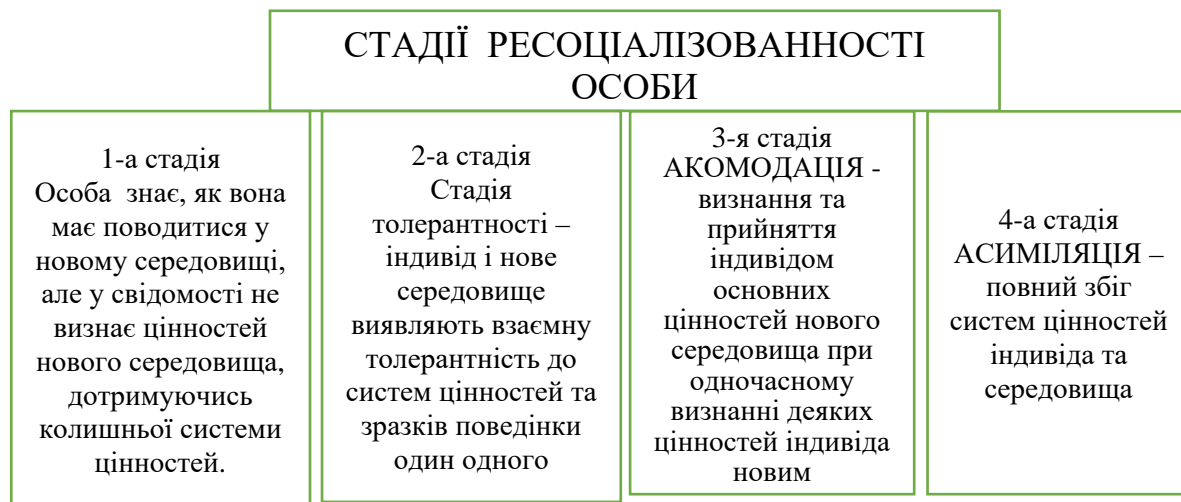 СТАДІЇ РЕСОЦІАЛІЗОВАННОСТІ
ОСОБИ
1-а стадія
Особа знає, як вона
має поводитися у
новому середовищі,
але у свідомості не
визнає цінностей
нового середовища,
дотримуючись
колишньої системи
цінностей.
2-а стадія
Стадія
толерантності –
індивід і нове
середовище
виявляють взаємну
толерантність до
систем цінностей та
зразків поведінки
один одного
3-я стадія
АКОМОДАЦІЯ -
визнання та
прийняття
індивідом
основних
цінностей нового
середовища при
одночасному
визнанні деяких
цінностей індивіда
новим
4-а стадія
АСИМІЛЯЦІЯ –
повний збіг
систем цінностей
індивіда та
середовища